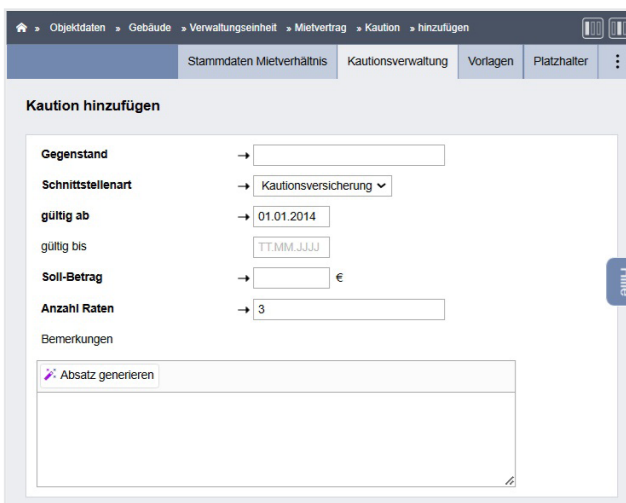 » Objektdaten » Gebäude » Verwaltungseinheit » Mietvertrag » Kaution » hinzufügen
Stammdaten Mietverhältnis Kautionsverwaltung Vorlagen Platzhalter
Kaution hinzufügen
Gegenstand
Schnittstellenart → Kautionsversicherung
gültig ab → 01.01.2014
gültig bis TT.MM.JJJJ
Soll-Betrag → €
Anzahl Raten → 3
Bemerkungen
Absatz generieren